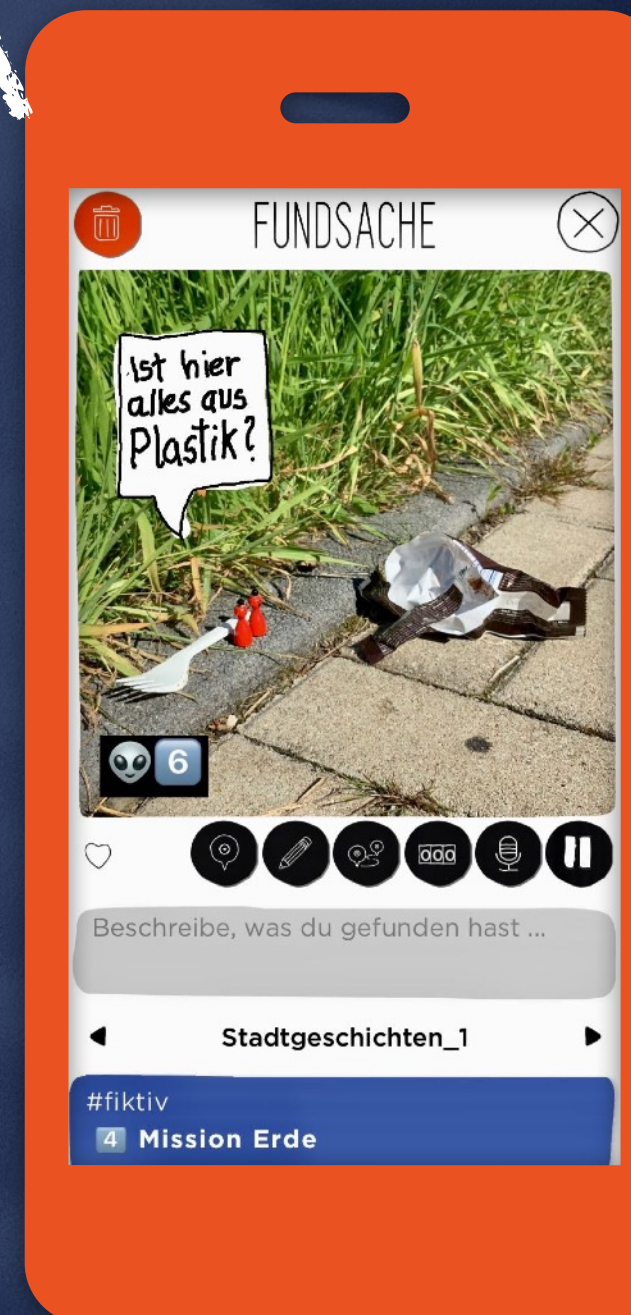 FUNDSACHE
Ist hier
alles aus
Plastik?
6
Beschreibe, was du gefunden hast ...
Stadtgeschichten_1
#fiktiv
4 Mission Erde